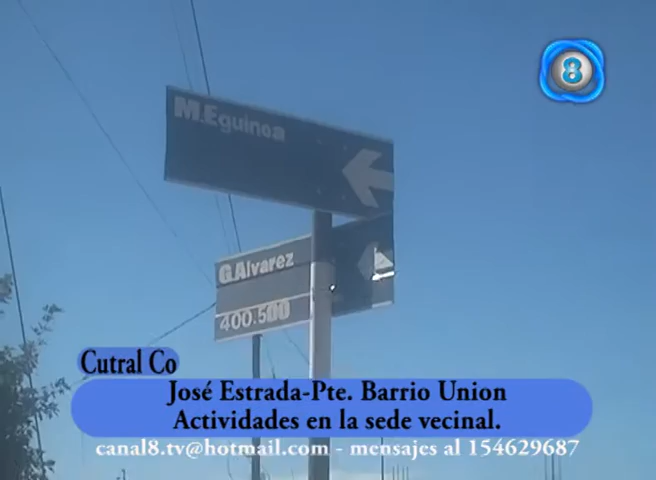 8
M.Eguinoa
G.Alvarez
400.500
Cutral Co
José Estrada-Pte. Barrio Union
Actividades en la sede vecinal.
canal8.tv@hotmail.com - mensajes al 154629687